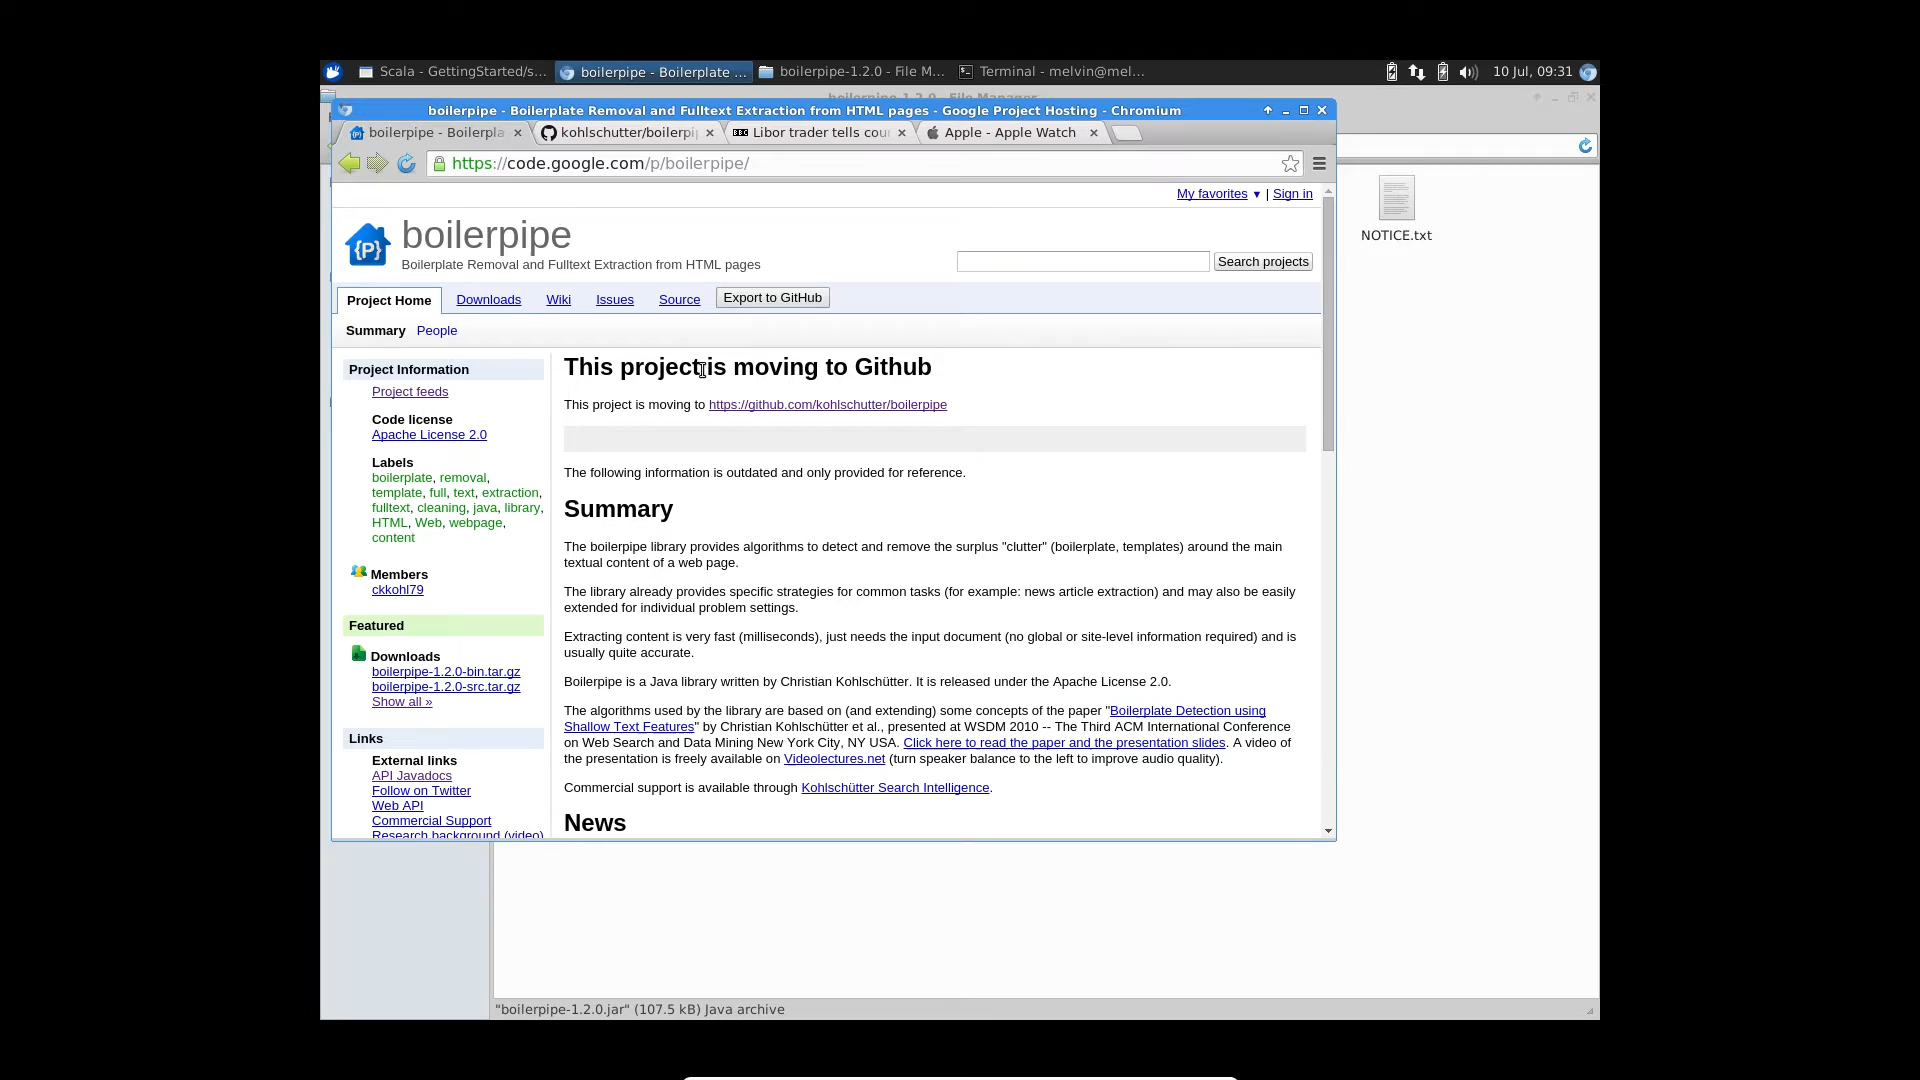 Scala - GettingStarted/s...
boilerpipe - Boilerplate ...
boilerpipe-1.2.0 - File M...
Terminal - melvin@mel...
10 Jul, 09:31
boilerpipe - Boilerplate Removal and Fulltext Extraction from HTML pages - Google Project Hosting - Chromium
boilerpipe - Boilerpla
kohlschutter/boilerpip
BBC Libor trader tells cou
Apple - Apple Watch
https://code.google.com/p/boilerpipe/
My favorites ▼ | Sign in
{P} boilerpipe
Boilerplate Removal and Fulltext Extraction from HTML pages
Search projects
Project Home Downloads Wiki Issues Source Export to GitHub
Summary People
Project Information
Project feeds
Code license
Apache License 2.0
Labels
boilerplate, removal,
template, full, text, extraction,
fulltext, cleaning, java, library,
HTML, Web, webpage,
content
Members
ckkohl79
Featured
Downloads
boilerpipe-1.2.0-bin.tar.gz
boilerpipe-1.2.0-src.tar.gz
Show all »
Links
External links
API Javadocs
Follow on Twitter
Web API
Commercial Support
Research background (video)
This project is moving to Github
This project is moving to https://github.com/kohlschutter/boilerpipe
The following information is outdated and only provided for reference.
Summary
The boilerpipe library provides algorithms to detect and remove the surplus "clutter" (boilerplate, templates) around the main
textual content of a web page.
The library already provides specific strategies for common tasks (for example: news article extraction) and may also be easily
extended for individual problem settings.
Extracting content is very fast (milliseconds), just needs the input document (no global or site-level information required) and is
usually quite accurate.
Boilerpipe is a Java library written by Christian Kohlschütter. It is released under the Apache License 2.0.
The algorithms used by the library are based on (and extending) some concepts of the paper "Boilerplate Detection using
Shallow Text Features" by Christian Kohlschütter et al., presented at WSDM 2010 -- The Third ACM International Conference
on Web Search and Data Mining New York City, NY USA. Click here to read the paper and the presentation slides. A video of
the presentation is freely available on Videolectures.net (turn speaker balance to the left to improve audio quality).
Commercial support is available through Kohlschütter Search Intelligence.
News
NOTICE.txt
"boilerpipe-1.2.0.jar" (107.5 kB) Java archive